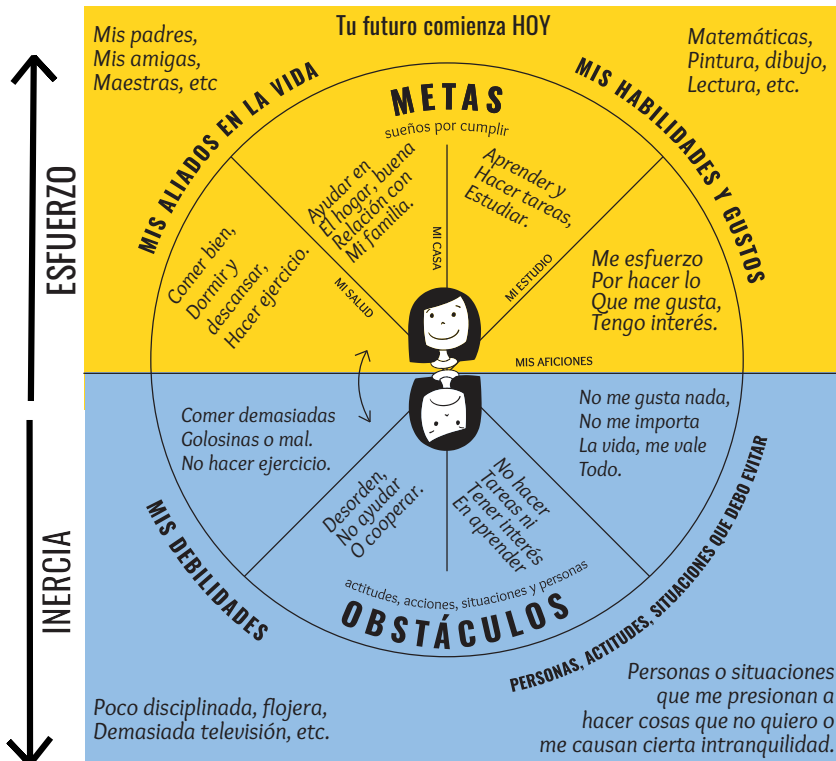 Tu futuro comienza HOY
Mis padres,
Mis amigas,
Maestras, etc
Matemáticas,
Pintura, dibujo,
Lectura, etc.
ESFUERZO
MIS ALIADOS EN LA VIDA
METAS
sueños por cumplir
MIS HABILIDADES Y GUSTOS
Comer bien,
Dormir y
descansar,
Hacer ejercicio.
MI SALUD
Ayudar en
El hogar, buena
Relación con
Mi familia.
MI CASA
Aprender y
Hacer tareas,
Estudiar.
MI ESTUDIO
Me esfuerzo
Por hacer lo
Que me gusta,
Tengo interés.
MIS AFICIONES
INERCIA
Comer demasiadas
Golosinas o mal.
No hacer ejercicio.
Desorden,
No ayudar
O cooperar.
No hacer
Tareas ni
Tener interés
En aprender
No me gusta nada,
No me importa
La vida, me vale
Todo.
MIS DEBILIDADES
actitudes, acciones, situaciones y personas
OBSTÁCULOS
PERSONAS, ACTITUDES, SITUACIONES QUE DEBO EVITAR
Poco disciplinada, flojera,
Demasiada televisión, etc.
Personas o situaciones
que me presionan a
hacer cosas que no quiero o
me causan cierta intranquilidad.